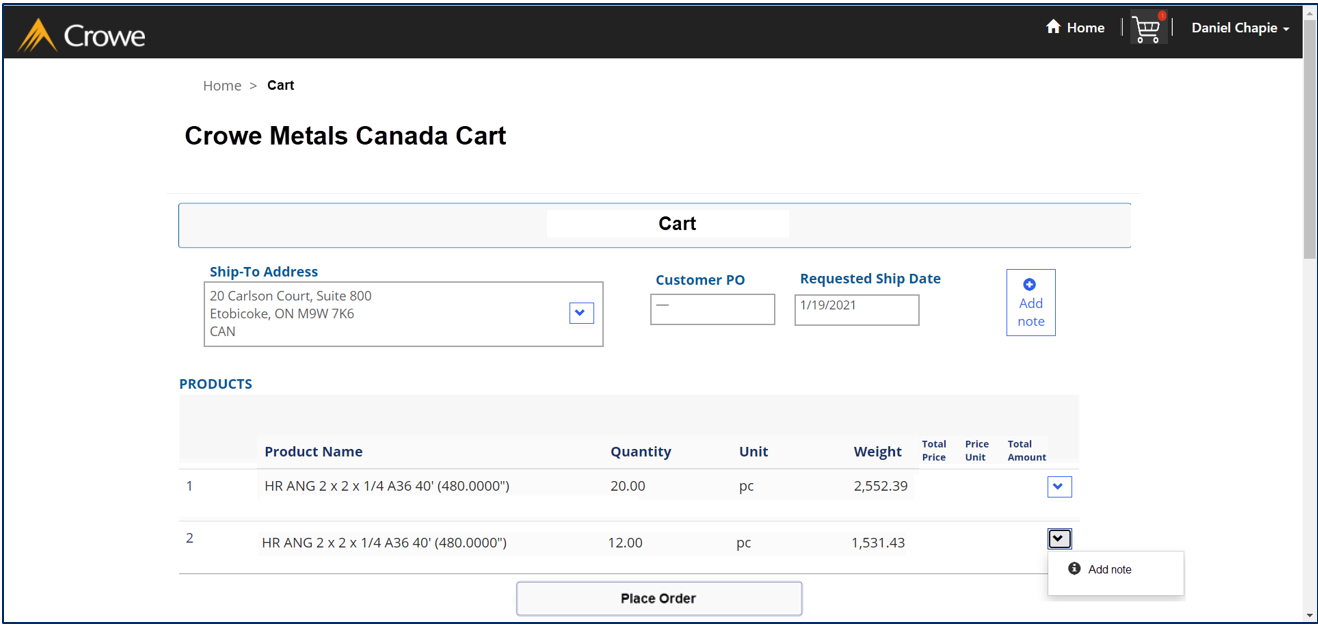 Crowe
Home
Daniel Chapie
Home > Cart
Crowe Metals Canada Cart
Cart
Ship-To Address
20 Carlson Court, Suite 800
Etobicoke, ON M9W 7K6
CAN
Customer PO
—
Requested Ship Date
1/19/2021
Add
note
PRODUCTS
Product Name Quantity Unit Weight Total Price Price Unit Total Amount
1 HR ANG 2 x 2 x 1/4 A36 40' (480.0000") 20.00 pc 2,552.39
2 HR ANG 2 x 2 x 1/4 A36 40' (480.0000") 12.00 pc 1,531.43
Add note
Place Order